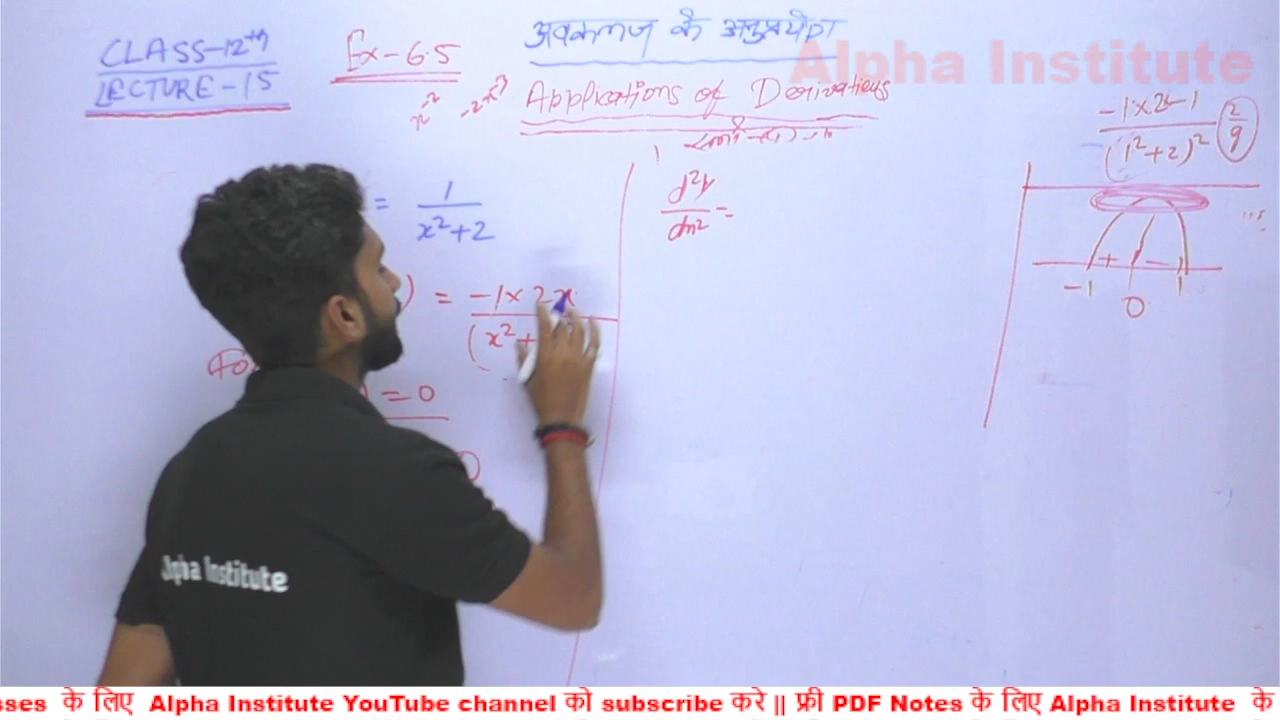 CLASS-12th
LECTURE-15
Ex-6.5
अवकलज के अनुप्रयोग
Applications of Derivatives
Alpha Institute
= 1
x²+2
) = -1×2x
(x²+
= 0
0
d²y
dx²
=
-1×2×-1
(1²+2)²
2
9
+ -
-1 0 1
Alpha Institute
sses के लिए Alpha Institute YouTube channel को subscribe करे || फ्री PDF Notes के लिए Alpha Institute के